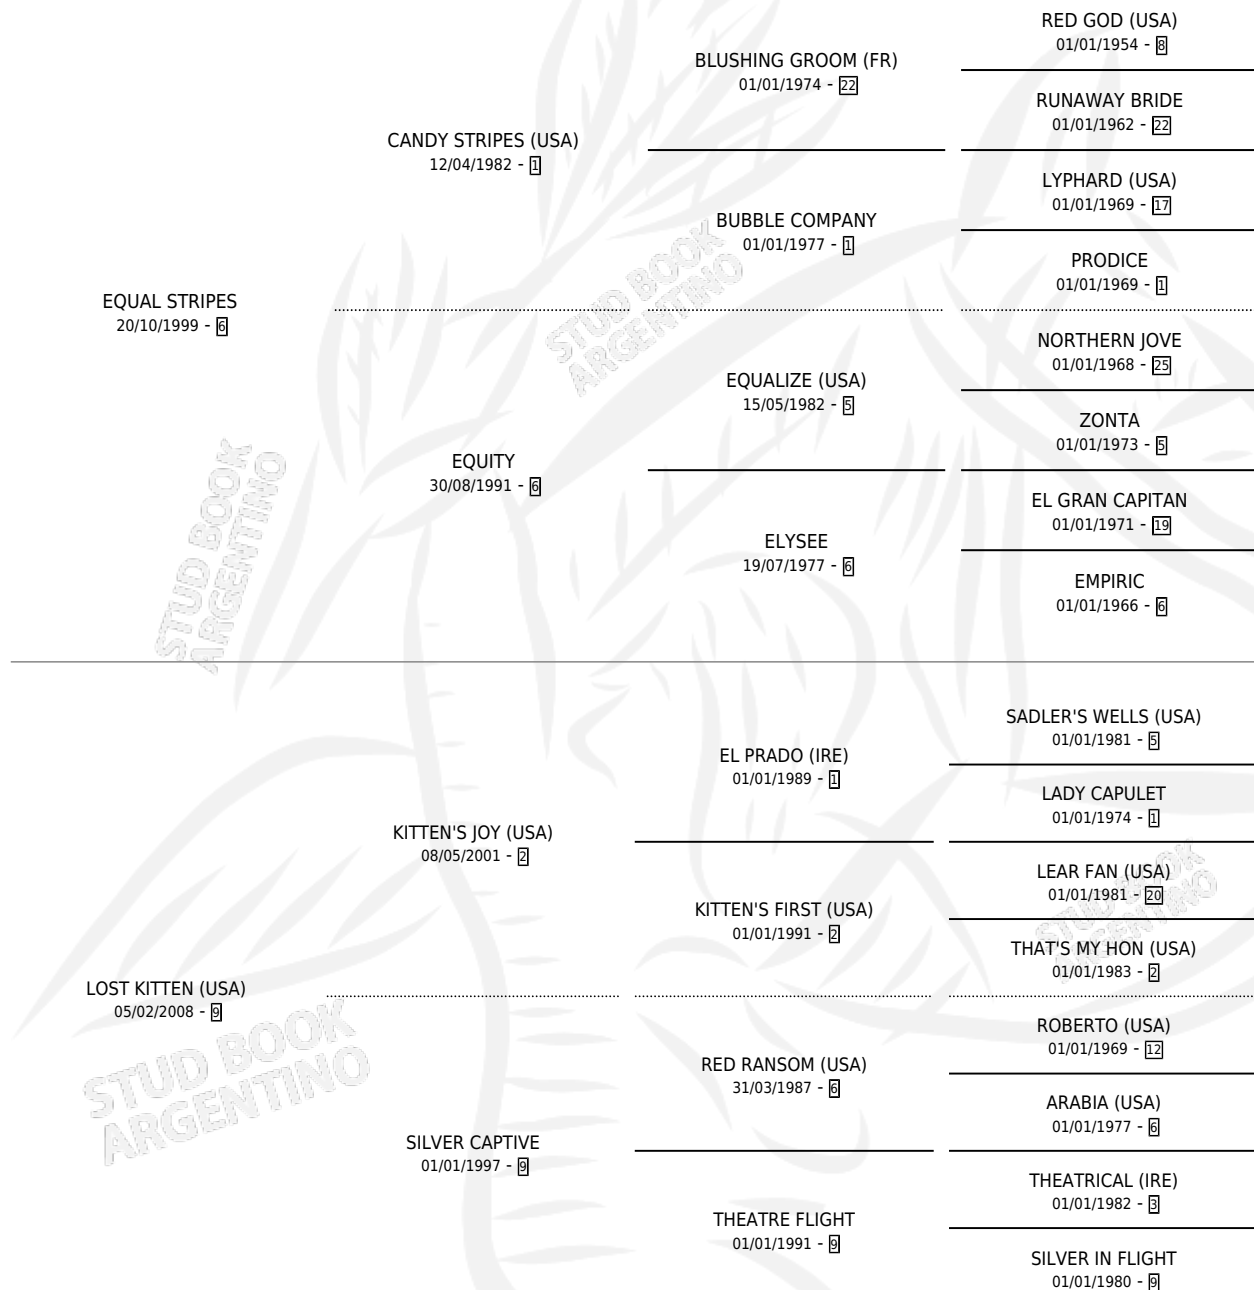 RED GOD (USA)
01/01/1954 - 8
BLUSHING GROOM (FR)
01/01/1974 - 22
RUNAWAY BRIDE
01/01/1962 - 22
CANDY STRIPES (USA)
12/04/1982 - 1
LYPHARD (USA)
01/01/1969 - 17
BUBBLE COMPANY
01/01/1977 - 1
PRODICE
01/01/1969 - 1
EQUAL STRIPES
20/10/1999 - 6
NORTHERN JOVE
01/01/1968 - 25
EQUALIZE (USA)
15/05/1982 - 5
ZONTA
01/01/1973 - 5
EQUITY
30/08/1991 - 6
EL GRAN CAPITAN
01/01/1971 - 19
ELYSEE
19/07/1977 - 6
EMPIRIC
01/01/1966 - 6
STUD BOOK
ARGENTINO
STUD BOOK
ARGENTINO
SADLER'S WELLS (USA)
01/01/1981 - 5
EL PRADO (IRE)
01/01/1989 - 1
LADY CAPULET
01/01/1974 - 1
KITTEN'S JOY (USA)
08/05/2001 - 2
LEAR FAN (USA)
01/01/1981 - 20
KITTEN'S FIRST (USA)
01/01/1991 - 2
THAT'S MY HON (USA)
01/01/1983 - 2
LOST KITTEN (USA)
05/02/2008 - 9
ROBERTO (USA)
01/01/1969 - 12
RED RANSOM (USA)
31/03/1987 - 6
ARABIA (USA)
01/01/1977 - 6
SILVER CAPTIVE
01/01/1997 - 9
THEATRICAL (IRE)
01/01/1982 - 3
THEATRE FLIGHT
01/01/1991 - 9
SILVER IN FLIGHT
01/01/1980 - 9
STUD BOOK
ARGENTINO
STUD BOOK
ARGENTINO